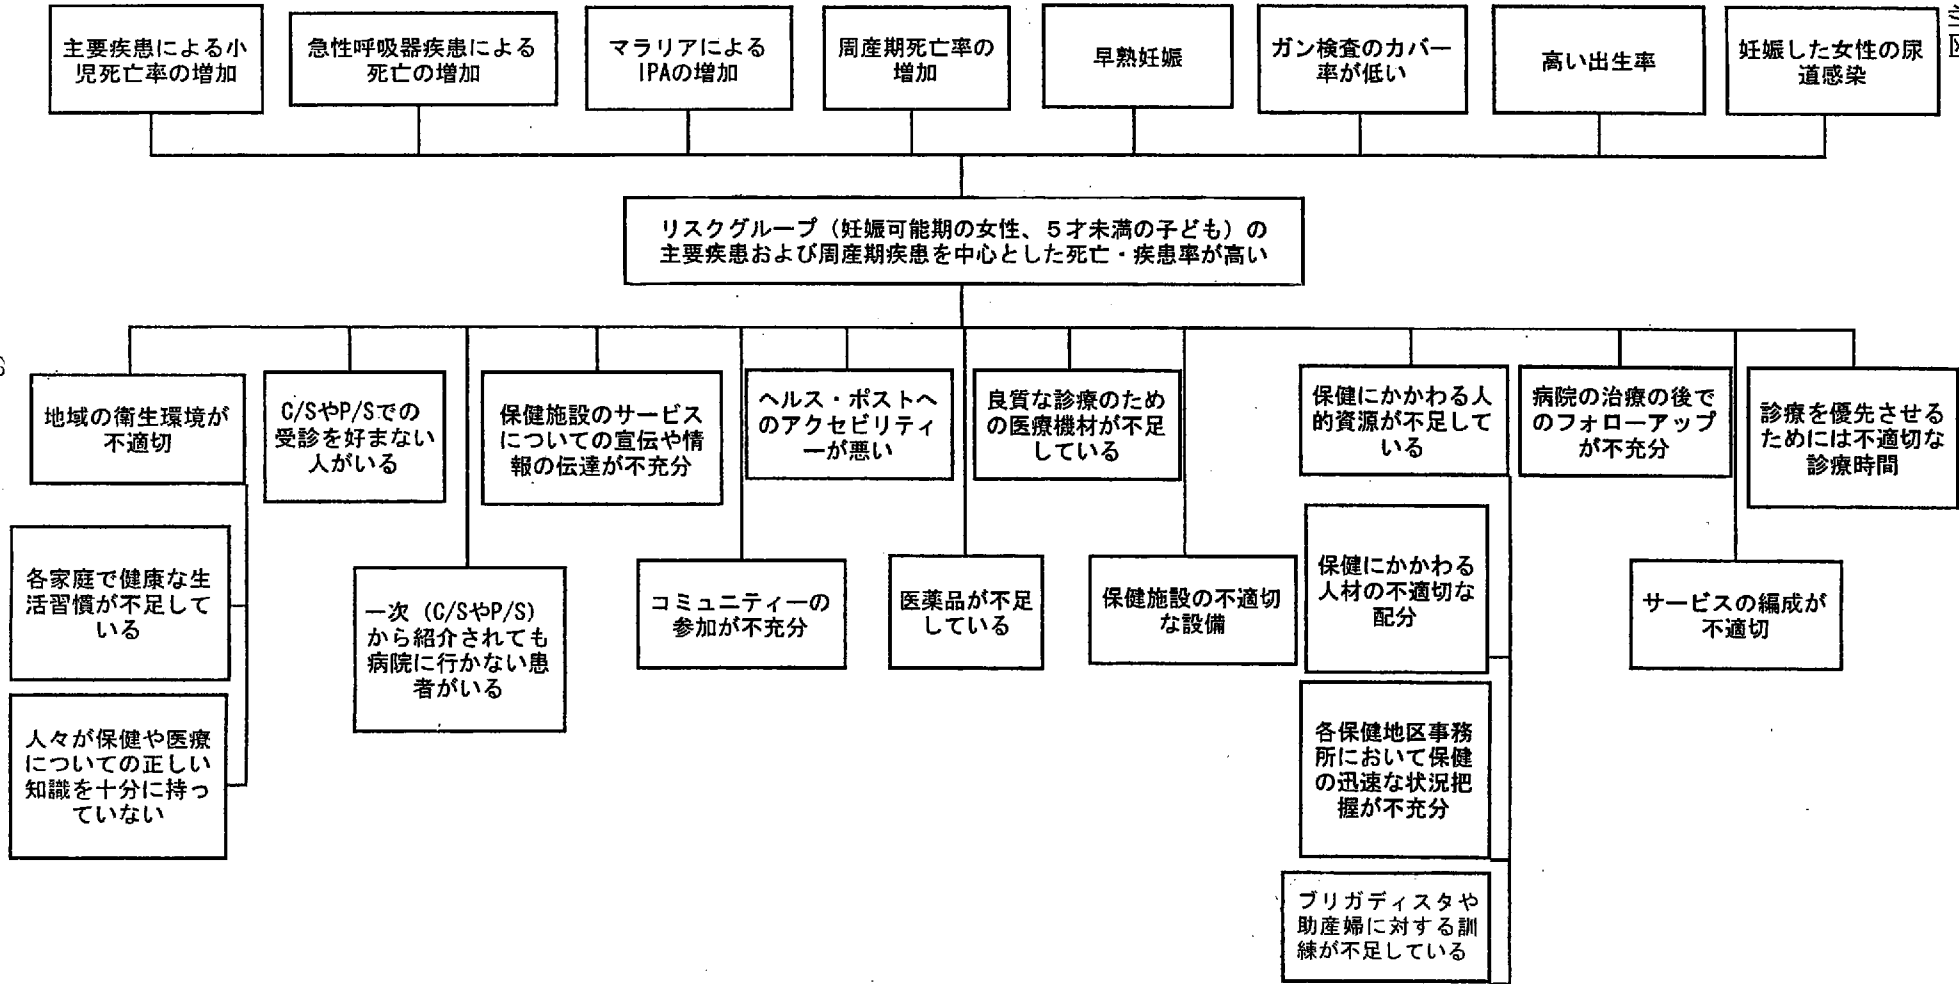 主要疾患による小
児死亡率の増加
急性呼吸器疾患による
死亡の増加
マラリアによる
IPAの増加
周産期死亡率の
増加
早熟妊娠
ガン検査のカバー
率が低い
高い出生率
妊娠した女性の尿
道感染
リスクグループ（妊娠可能期の女性、５才未満の子ども）の
主要疾患および周産期疾患を中心とした死亡・疾患率が高い
地域の衛生環境が
不適切
C/SやP/Sでの
受診を好まない
人がいる
保健施設のサービス
についての宣伝や情
報の伝達が不充分
ヘルス・ポストへ
のアクセビリティ
ーが悪い
良質な診療のため
の医療機材が不足
している
保健にかかわる人
的資源が不足して
いる
病院の治療の後で
のフォローアップ
が不充分
診療を優先させる
ためには不適切な
診療時間
各家庭で健康な生
活習慣が不足して
いる
一次（C/SやP/S）
から紹介されても
病院に行かない患
者がいる
コミュニティーの
参加が不充分
医薬品が不足
している
保健施設の不適切
な設備
保健にかかわる
人材の不適切な
配分
サービスの編成が
不適切
人々が保健や医療
についての正しい
知識を十分に持っ
ていない
各保健地区事務
所において保健
の迅速な状況把
握が不充分
ブリガディスタや
助産婦に対する訓
練が不足している